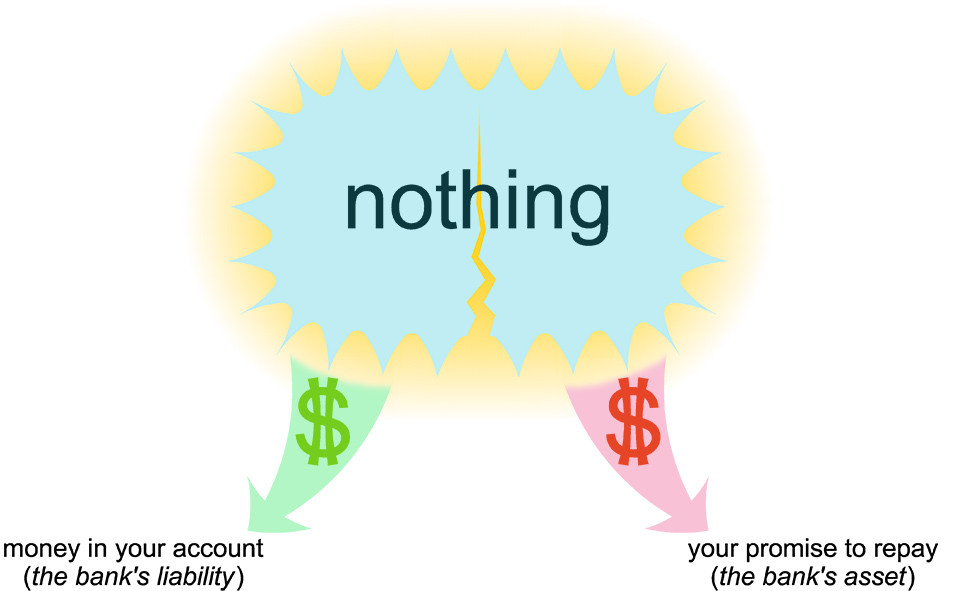 nothing
$
$
money in your account
(the bank's liability)
your promise to repay
(the bank's asset)